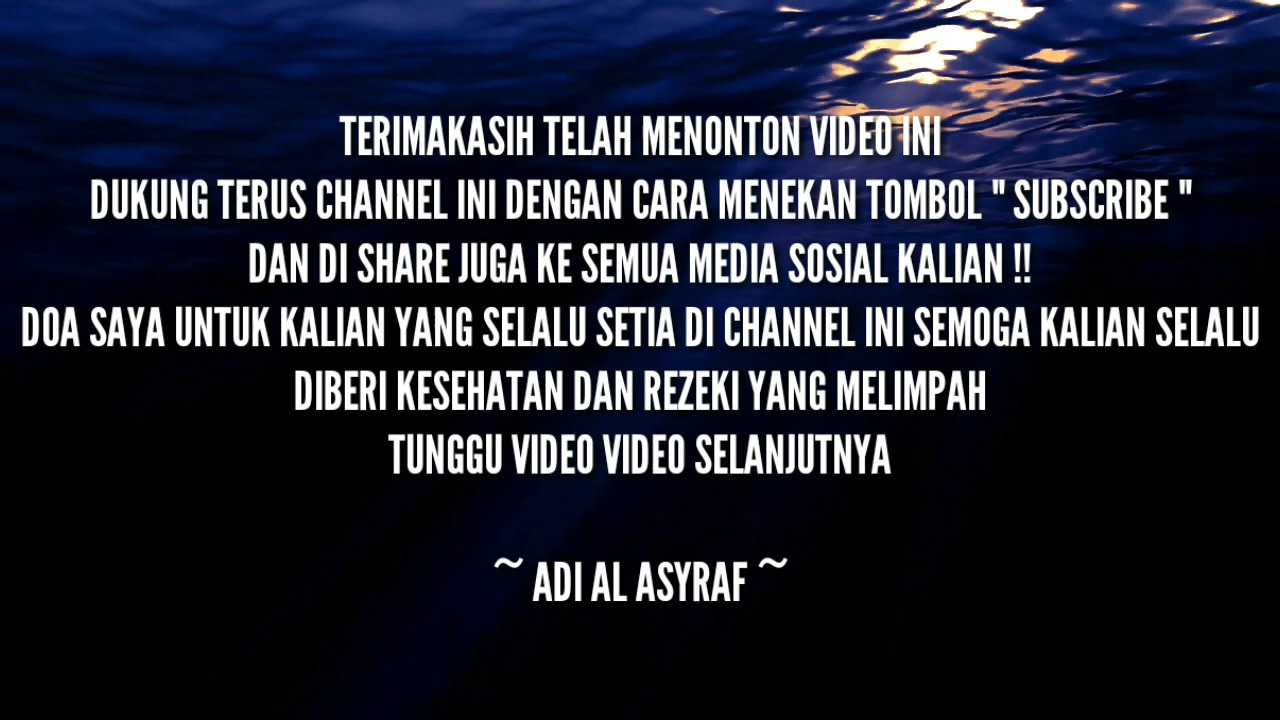 TERIMAKASIH TELAH MENONTON VIDEO INI
DUKUNG TERUS CHANNEL INI DENGAN CARA MENEKAN TOMBOL " SUBSCRIBE "
DAN DI SHARE JUGA KE SEMUA MEDIA SOSIAL KALIAN !!
DOA SAYA UNTUK KALIAN YANG SELALU SETIA DI CHANNEL INI SEMOGA KALIAN SELALU
DIBERI KESEHATAN DAN REZEKI YANG MELIMPAH
TUNGGU VIDEO VIDEO SELANJUTNYA
~ ADI AL ASYRAF ~